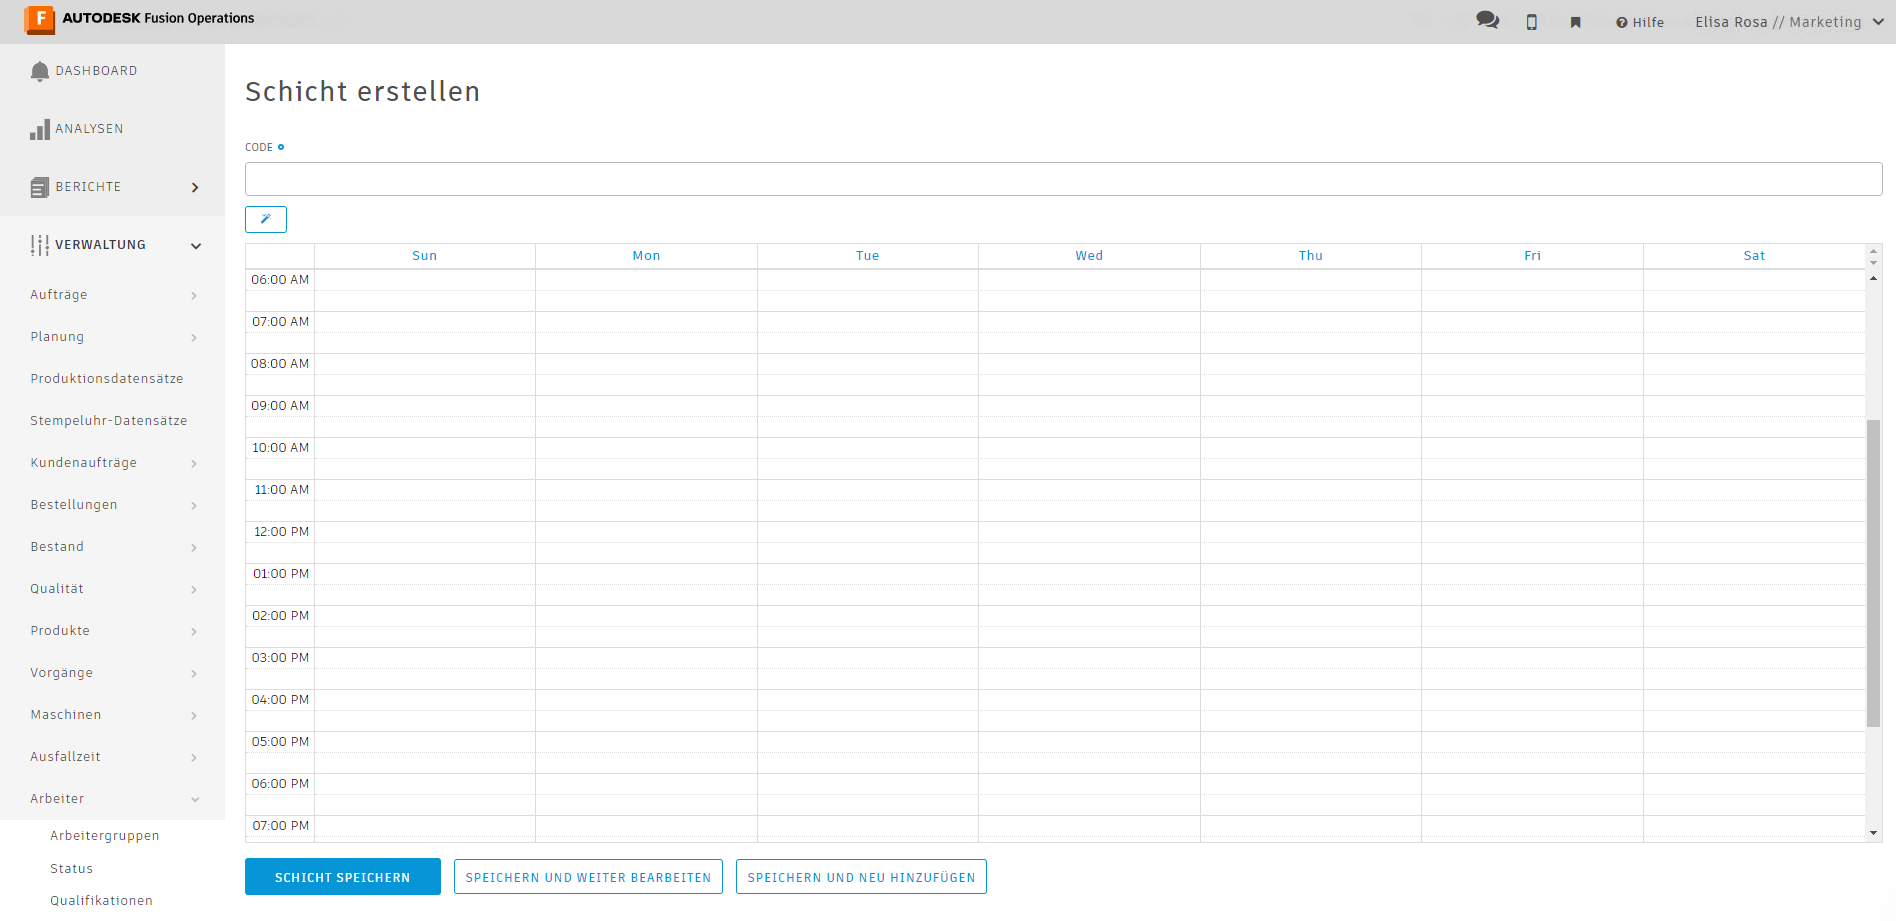 AUTODESK Fusion Operations
Hilfe
Elisa Rosa // Marketing
DASHBOARD
ANALYSEN
BERICHTE
VERWALTUNG
Aufträge
Planung
Produktionsdatensätze
Stempeluhr-Datensätze
Kundenaufträge
Bestellungen
Bestand
Qualität
Produkte
Vorgänge
Maschinen
Ausfallzeit
Arbeiter
Arbeitergruppen
Status
Qualifikationen
Schicht erstellen
CODE
Sun Mon Tue Wed Thu Fri Sat
06:00 AM
07:00 AM
08:00 AM
09:00 AM
10:00 AM
11:00 AM
12:00 PM
01:00 PM
02:00 PM
03:00 PM
04:00 PM
05:00 PM
06:00 PM
07:00 PM
SCHICHT SPEICHERN
SPEICHERN UND WEITER BEARBEITEN
SPEICHERN UND NEU HINZUFÜGEN